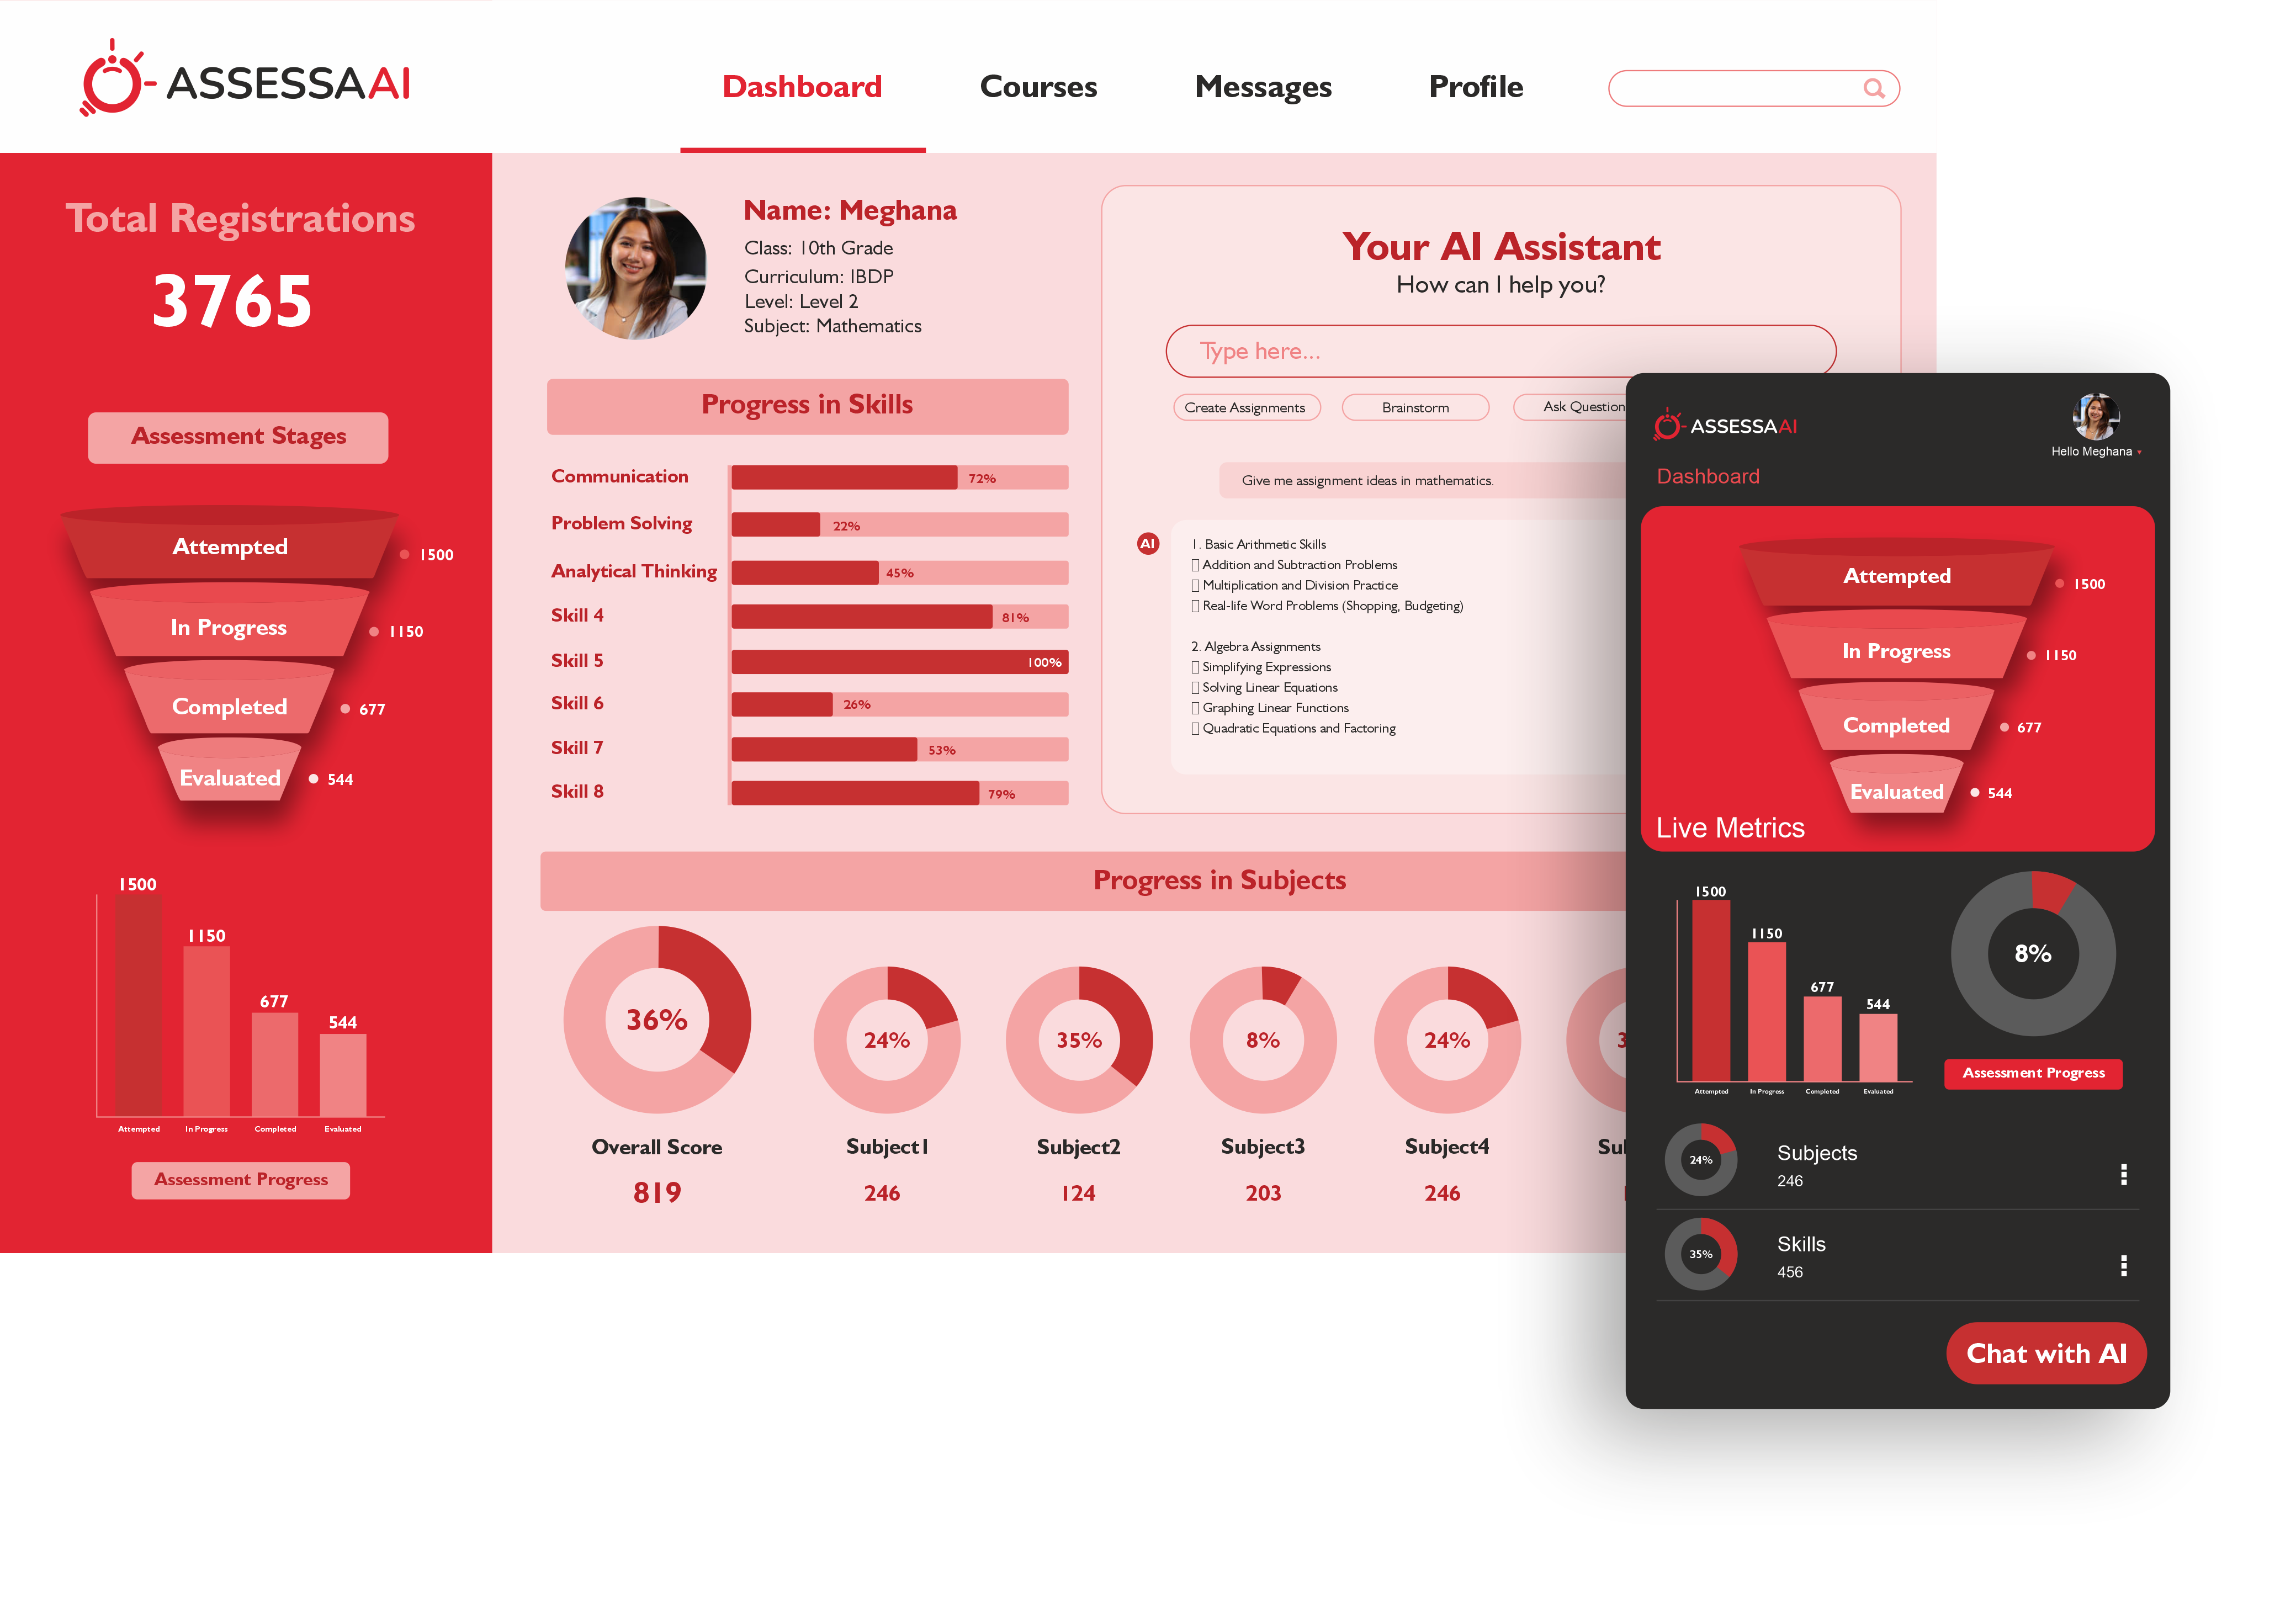 ASSESSAAI
Dashboard
Courses
Messages
Profile
Total Registrations
3765
Assessment Stages
Attempted
1500
In Progress
1150
Completed
677
Evaluated
544
1500
1150
677
544
Attempted
In Progress
Completed
Evaluated
Assessment Progress
Name: Meghana
Class: 10th Grade
Curriculum: IBDP
Level: Level 2
Subject: Mathematics
Progress in Skills
Communication
72%
Problem Solving
22%
Analytical Thinking
45%
Skill 4
81%
Skill 5
100%
Skill 6
26%
Skill 7
53%
Skill 8
79%
Your AI Assistant
How can I help you?
Type here...
Create Assignments
Brainstorm
Ask Question
Give me assignment ideas in mathematics.
AI
1. Basic Arithmetic Skills
Addition and Subtraction Problems
Multiplication and Division Practice
Real-life Word Problems (Shopping, Budgeting)
2. Algebra Assignments
Simplifying Expressions
Solving Linear Equations
Graphing Linear Functions
Quadratic Equations and Factoring
Progress in Subjects
36%
24%
35%
8%
24%
Overall Score
Subject1
Subject2
Subject3
Subject4
819
246
124
203
246
ASSESSAAI
Hello Meghana
Dashboard
Attempted
1500
In Progress
1150
Completed
677
Evaluated
544
Live Metrics
1500
1150
677
544
Attempted
In Progress
Completed
Evaluated
8%
Assessment Progress
24%
Subjects
246
35%
Skills
456
Chat with AI